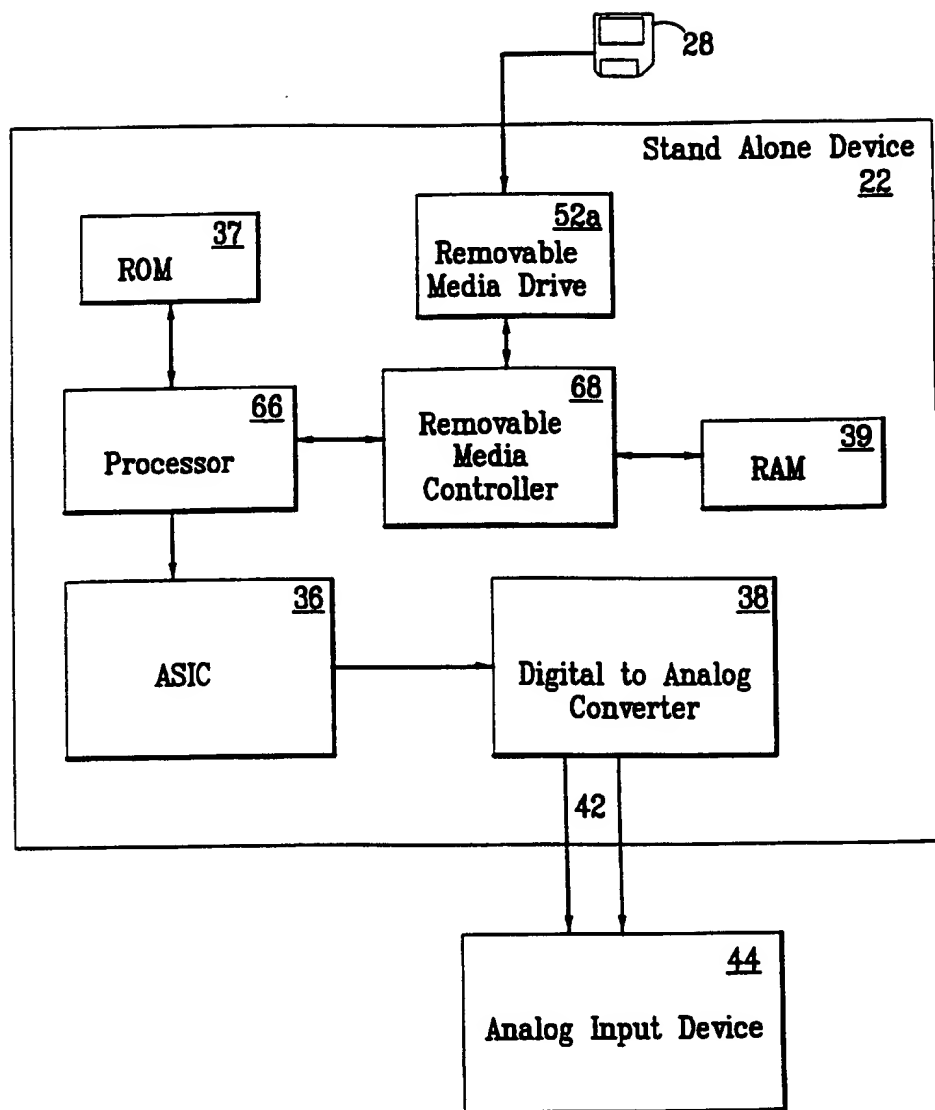 28
Stand Alone Device
22
37
ROM
52a
Removable
Media Drive
66
Processor
68
Removable
Media
Controller
39
RAM
36
ASIC
38
Digital to Analog
Converter
42
44
Analog Input Device